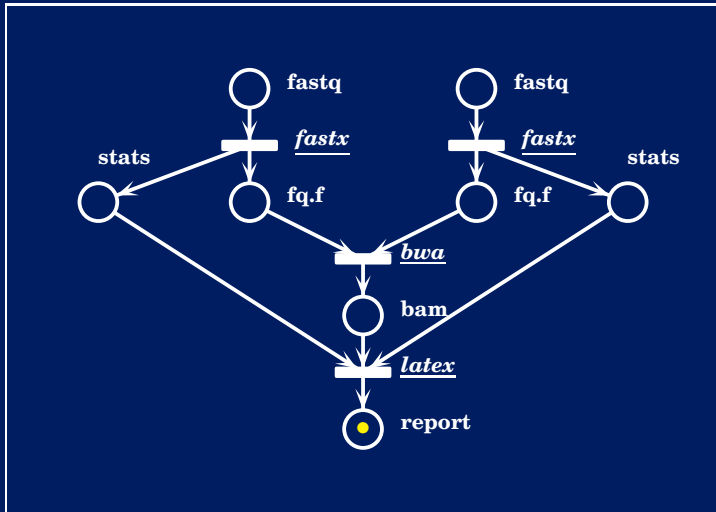 fastq
fastq
fastx
fastx
stats
stats
fq.f
fq.f
bwa
bam
latex
report